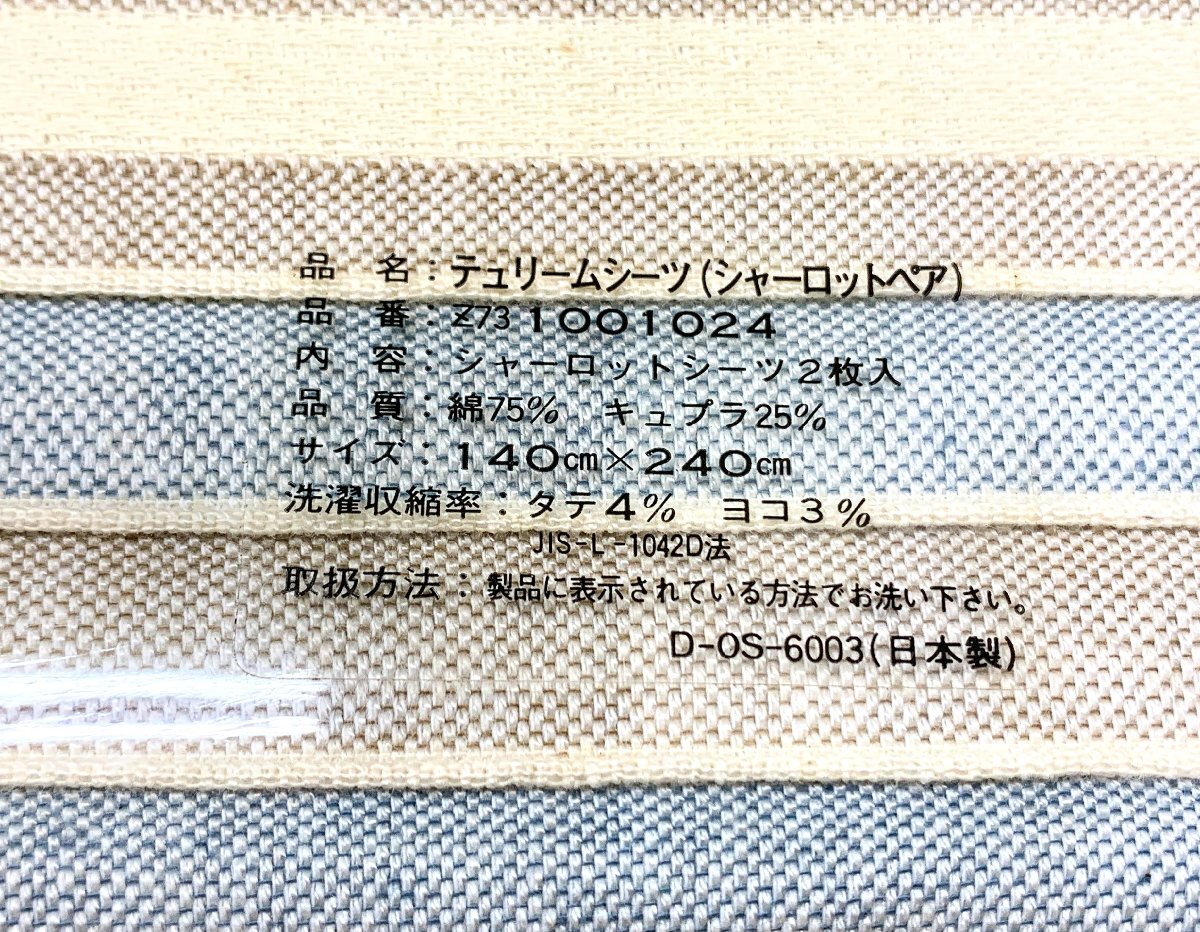 品　名：テュリームシーツ(シャーロットペア)
品　番：Z73 1001024
内　容：シャーロットシーツ2枚入
品　質：綿75%　キュプラ25%
サイズ：140cm×240cm
洗濯収縮率：タテ4%　ヨコ3%
JIS-L-1042D法
取扱方法：製品に表示されている方法でお洗い下さい。
D-OS-6003(日本製)